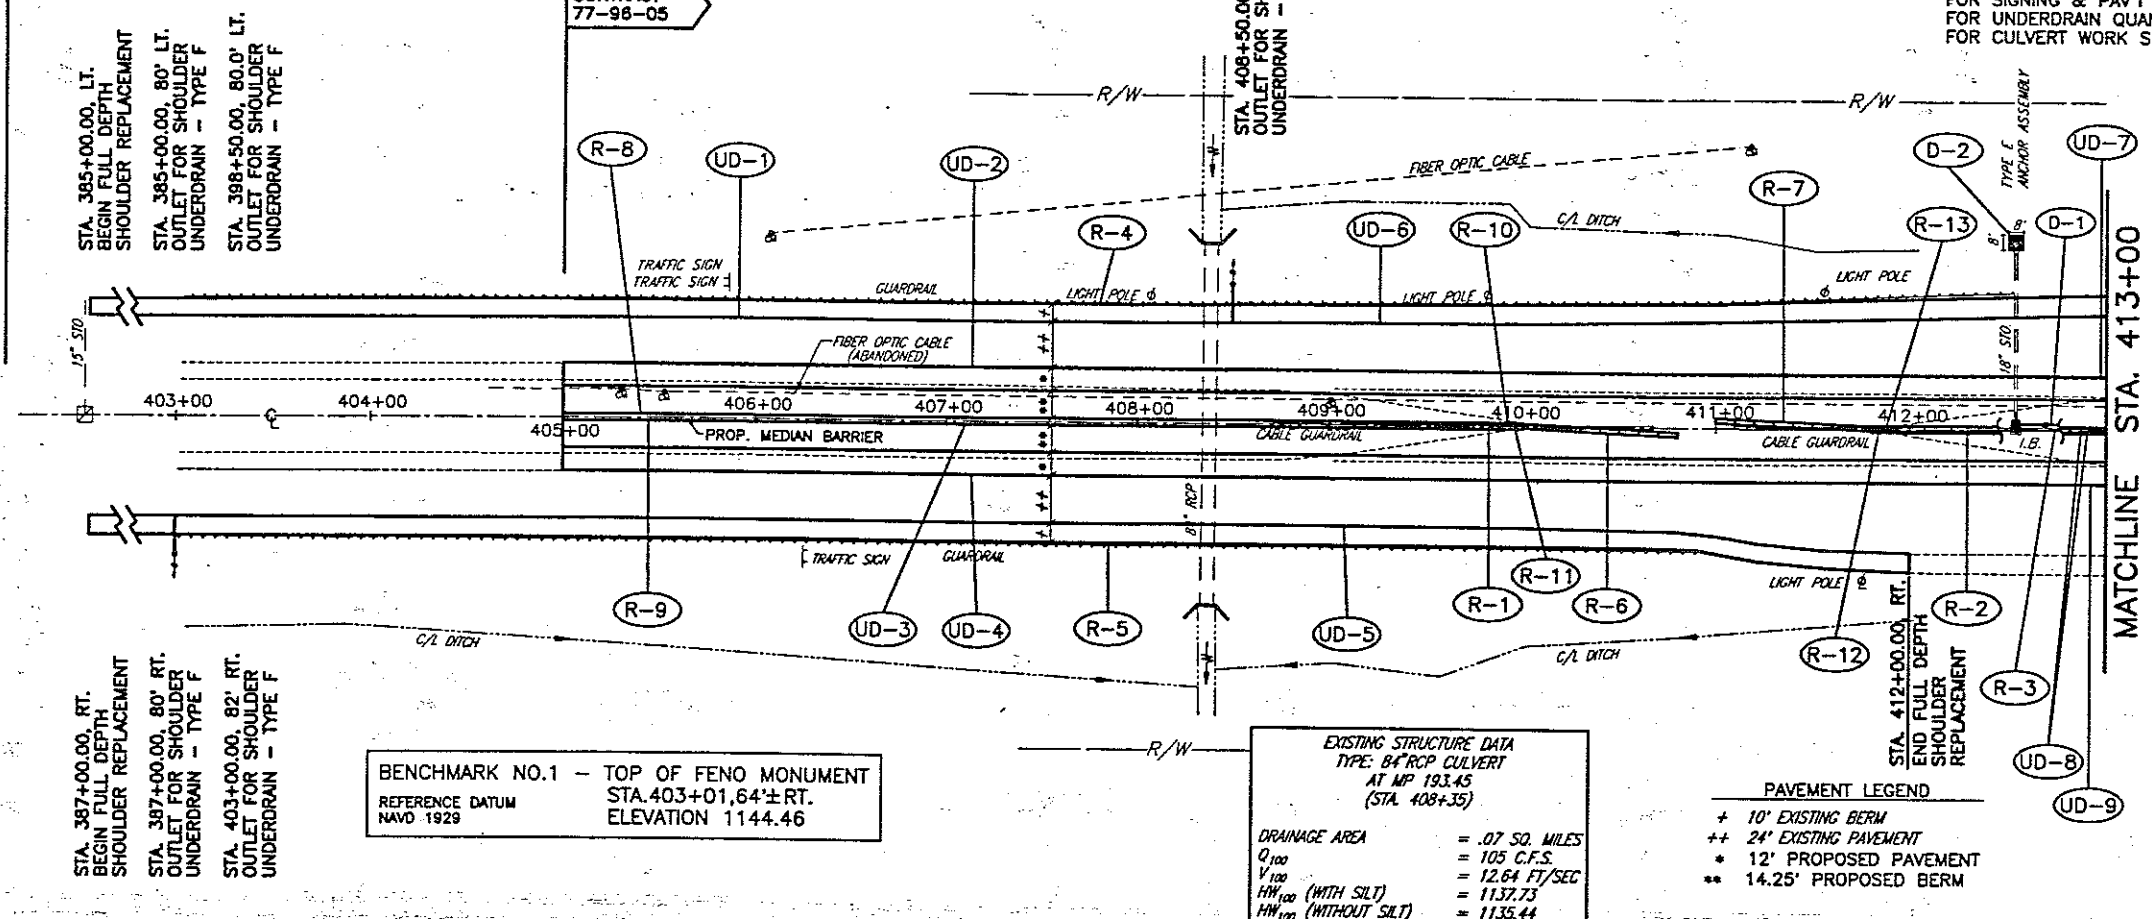 77-96-05
FOR UNDERDRAIN QUA
FOR CULVERT WORK S
STA. 385+00.00, LT.
BEGIN FULL DEPTH
SHOULDER REPLACEMENT
STA. 385+00.00, 80' LT.
OUTLET FOR SHOULDER
UNDERDRAIN - TYPE F
STA. 398+50.00, 80.0' LT.
OUTLET FOR SHOULDER
UNDERDRAIN - TYPE F
STA. 408+50.00
OUTLET FOR SH
UNDERDRAIN -
R/W
R/W
TYPE E
ANCHOR ASSEMBLY
R-8
UD-1
UD-2
FIBER OPTIC CABLE
D-2
UD-7
R-7
R-4
UD-6
R-10
C/L DITCH
R-13
D-1
8'
8'
TRAFFIC SIGN
TRAFFIC SIGN
GUARDRAIL
LIGHT POLE
LIGHT POLE
LIGHT POLE
15" STO.
FIBER OPTIC CABLE
(ABANDONED)
18" STO.
MATCHLINE STA. 413+00
403+00
404+00
405+00
406+00
407+00
408+00
409+00
410+00
411+00
412+00
PROP. MEDIAN BARRIER
CABLE GUARDRAIL
CABLE GUARDRAIL
I.B.
84" RCP
TRAFFIC SIGN
GUARDRAIL
LIGHT POLE
R-9
UD-3
UD-4
R-5
UD-5
R-1
R-11
R-6
R-12
R-2
R-3
UD-8
UD-9
C/L DITCH
C/L DITCH
STA. 412+00.00, RT.
END FULL DEPTH
SHOULDER
REPLACEMENT
STA. 387+00.00, RT.
BEGIN FULL DEPTH
SHOULDER REPLACEMENT
STA. 387+00.00, 80' RT.
OUTLET FOR SHOULDER
UNDERDRAIN - TYPE F
STA. 403+00.00, 82' RT.
OUTLET FOR SHOULDER
UNDERDRAIN - TYPE F
R/W
BENCHMARK NO.1 - TOP OF FENO MONUMENT
STA.403+01,64'±RT.
REFERENCE DATUM
NAVD 1929
ELEVATION 1144.46
EXISTING STRUCTURE DATA
TYPE: 84" RCP CULVERT
AT MP 193.45
(STA. 408+35)
DRAINAGE AREA = .07 SQ. MILES
Q100 = 105 C.F.S.
V100 = 12.64 FT/SEC
HW100 (WITH SILT) = 1137.73
HW100 (WITHOUT SILT) = 1135.44
PAVEMENT LEGEND
+ 10' EXISTING BERM
++ 24' EXISTING PAVEMENT
* 12' PROPOSED PAVEMENT
** 14.25' PROPOSED BERM